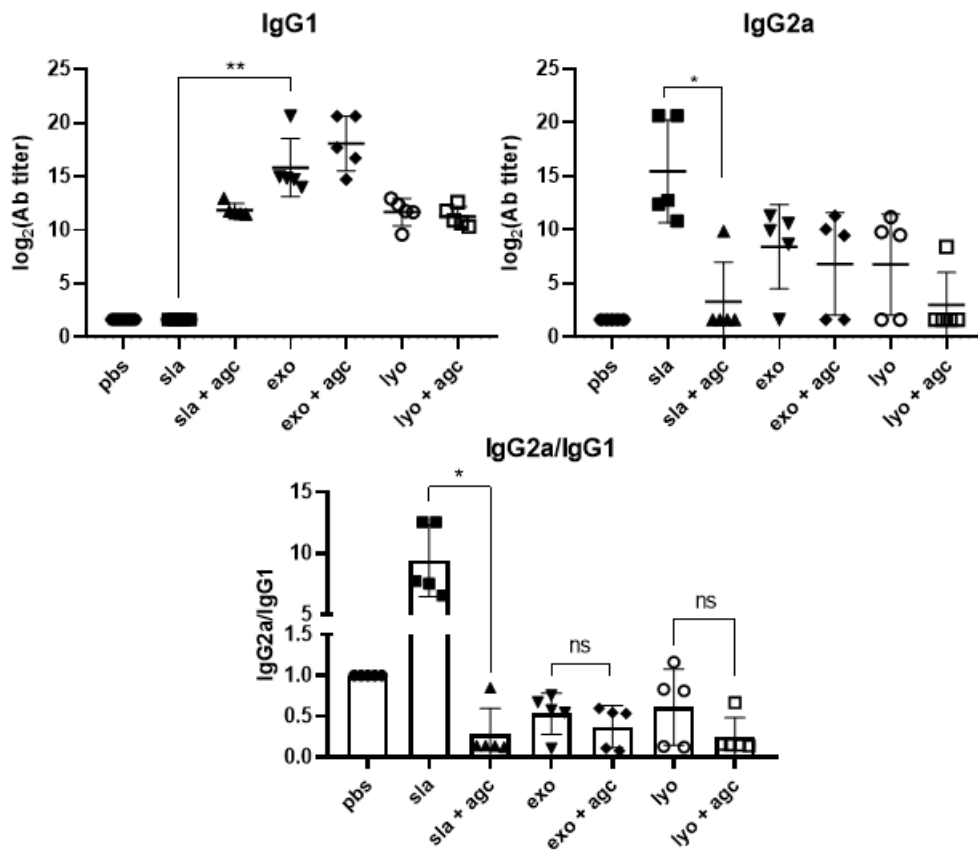 IgG1
25
20
15
10
5
0
log₂(Ab titer)
**
pbs
sla
sla + agc
exo
exo + agc
lyo
lyo + agc
IgG2a
25
20
15
10
5
0
log₂(Ab titer)
*
pbs
sla
sla + agc
exo
exo + agc
lyo
lyo + agc
IgG2a/IgG1
15
10
5
1.5
1.0
0.5
0.0
IgG2a/IgG1
*
ns
ns
pbs
sla
sla + agc
exo
exo + agc
lyo
lyo + agc